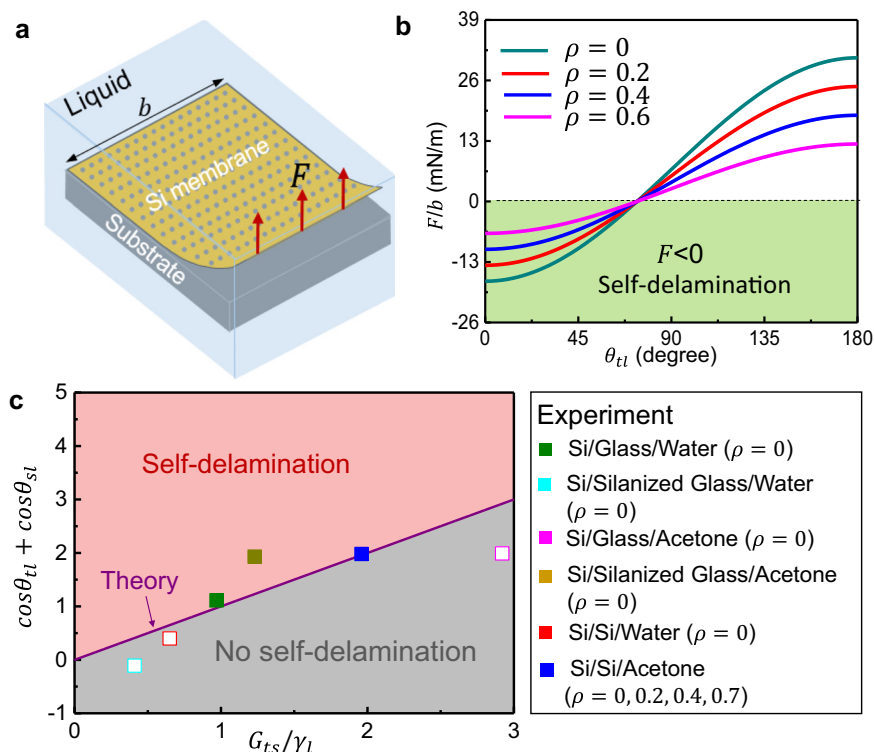 a
Liquid
b
Si membrane
F
Substrate
b
F/b (mN/m)
39
26
13
0
-13
-26
ρ = 0
ρ = 0.2
ρ = 0.4
ρ = 0.6
F<0
Self-delamination
0
45
90
135
180
θtl (degree)
c
cosθtl + cosθsl
5
4
3
2
1
0
-1
Self-delamination
Theory
No self-delamination
0
1
2
3
Gts/γl
Experiment
Si/Glass/Water (ρ = 0)
Si/Silanized Glass/Water
(ρ = 0)
Si/Glass/Acetone (ρ = 0)
Si/Silanized Glass/Acetone
(ρ = 0)
Si/Si/Water (ρ = 0)
Si/Si/Acetone
(ρ = 0, 0.2, 0.4, 0.7)